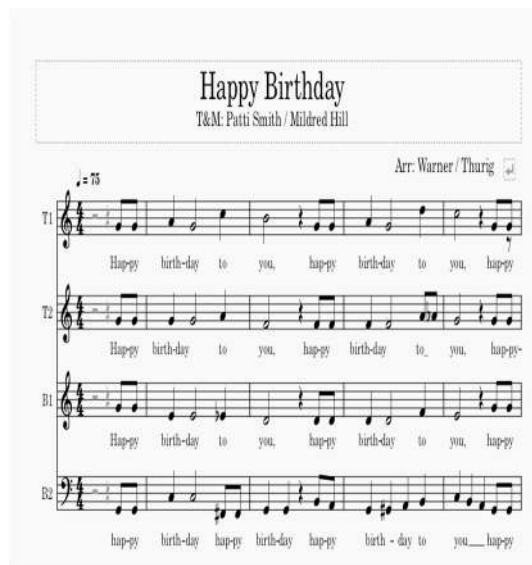 Happy Birthday
T&M: Patti Smith / Mildred Hill
Arr: Warner / Thurig
♩ = 75
T1
Hap-py birth-day to you, hap-py birth-day to you, hap-py
T2
Hap-py birth-day to you, hap-py birth-day to_ you, hap-py-
B1
Hap-py birth-day to you, hap-py birth-day to you, hap-py
B2
hap-py birth-day hap-py birth-day hap-py birth - day to you___ hap-py